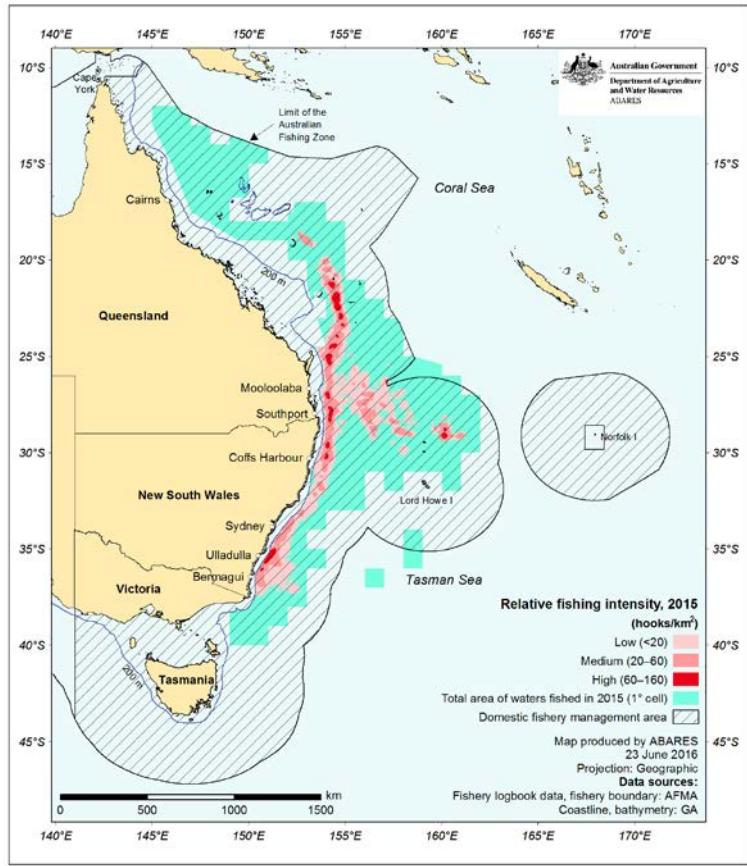 140°E 145°E 150°E 155°E 160°E 165°E 170°E
10°S
10°S
Cape
York
Australian Government
Department of Agriculture
and Water Resources
ABARES
Limit of the
Australian
Fishing Zone
15°S
15°S
Coral Sea
Cairns
20°S
20°S
200 m
Queensland
25°S
25°S
Mooloolaba
Southport
Norfolk I
30°S
30°S
Coffs Harbour
New South Wales
Lord Howe I
Sydney
35°S
35°S
Ulladulla
Bermagui
Tasman Sea
Victoria
Relative fishing intensity, 2015
(hooks/km²)
Low (<20)
Medium (20–60)
High (60–160)
Total area of waters fished in 2015 (1° cell)
Domestic fishery management area
40°S
40°S
200 m
Tasmania
Map produced by ABARES
23 June 2016
Projection: Geographic
Data sources:
Fishery logbook data, fishery boundary: AFMA
Coastline, bathymetry: GA
45°S
45°S
km
0 500 1000 1500
140°E 145°E 150°E 155°E 160°E 165°E 170°E